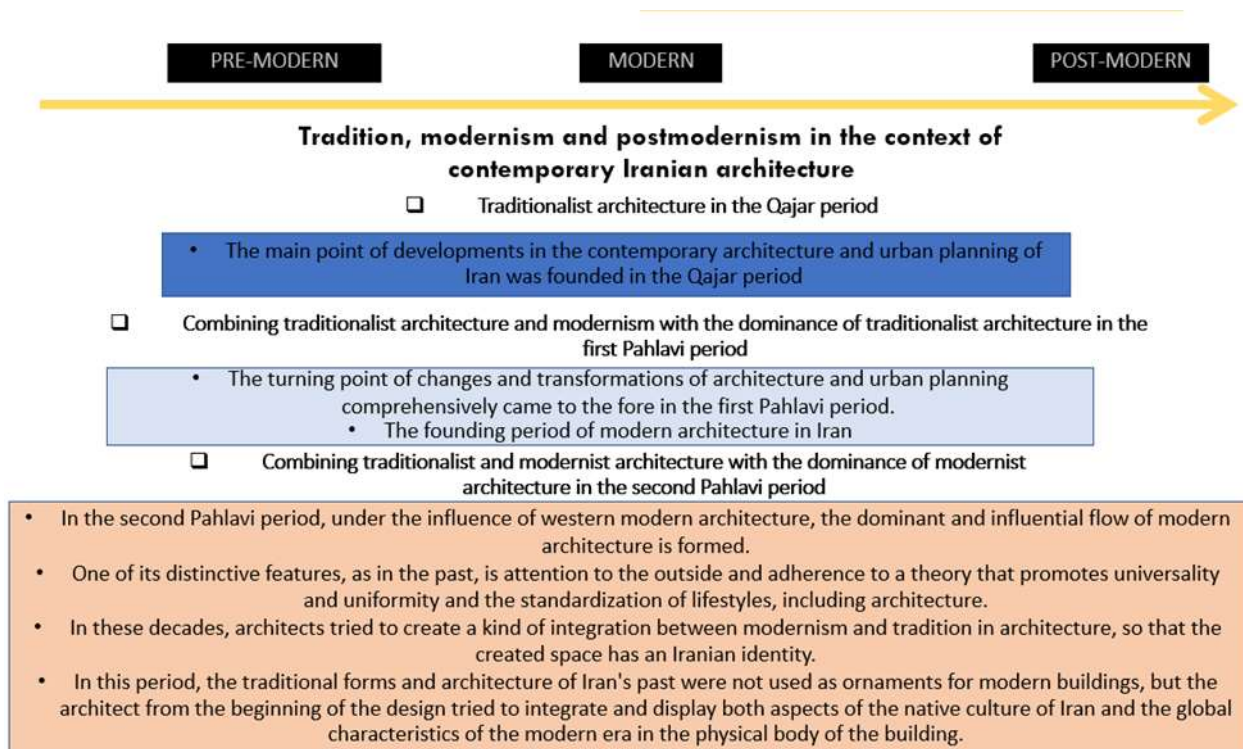 PRE-MODERN
MODERN
POST-MODERN
Tradition, modernism and postmodernism in the context of
contemporary Iranian architecture
❑ Traditionalist architecture in the Qajar period
• The main point of developments in the contemporary architecture and urban planning of
Iran was founded in the Qajar period
❑ Combining traditionalist architecture and modernism with the dominance of traditionalist architecture in the
first Pahlavi period
• The turning point of changes and transformations of architecture and urban planning
comprehensively came to the fore in the first Pahlavi period.
• The founding period of modern architecture in Iran
❑ Combining traditionalist and modernist architecture with the dominance of modernist
architecture in the second Pahlavi period
• In the second Pahlavi period, under the influence of western modern architecture, the dominant and influential flow of modern
architecture is formed.
• One of its distinctive features, as in the past, is attention to the outside and adherence to a theory that promotes universality
and uniformity and the standardization of lifestyles, including architecture.
• In these decades, architects tried to create a kind of integration between modernism and tradition in architecture, so that the
created space has an Iranian identity.
• In this period, the traditional forms and architecture of Iran's past were not used as ornaments for modern buildings, but the
architect from the beginning of the design tried to integrate and display both aspects of the native culture of Iran and the global
characteristics of the modern era in the physical body of the building.